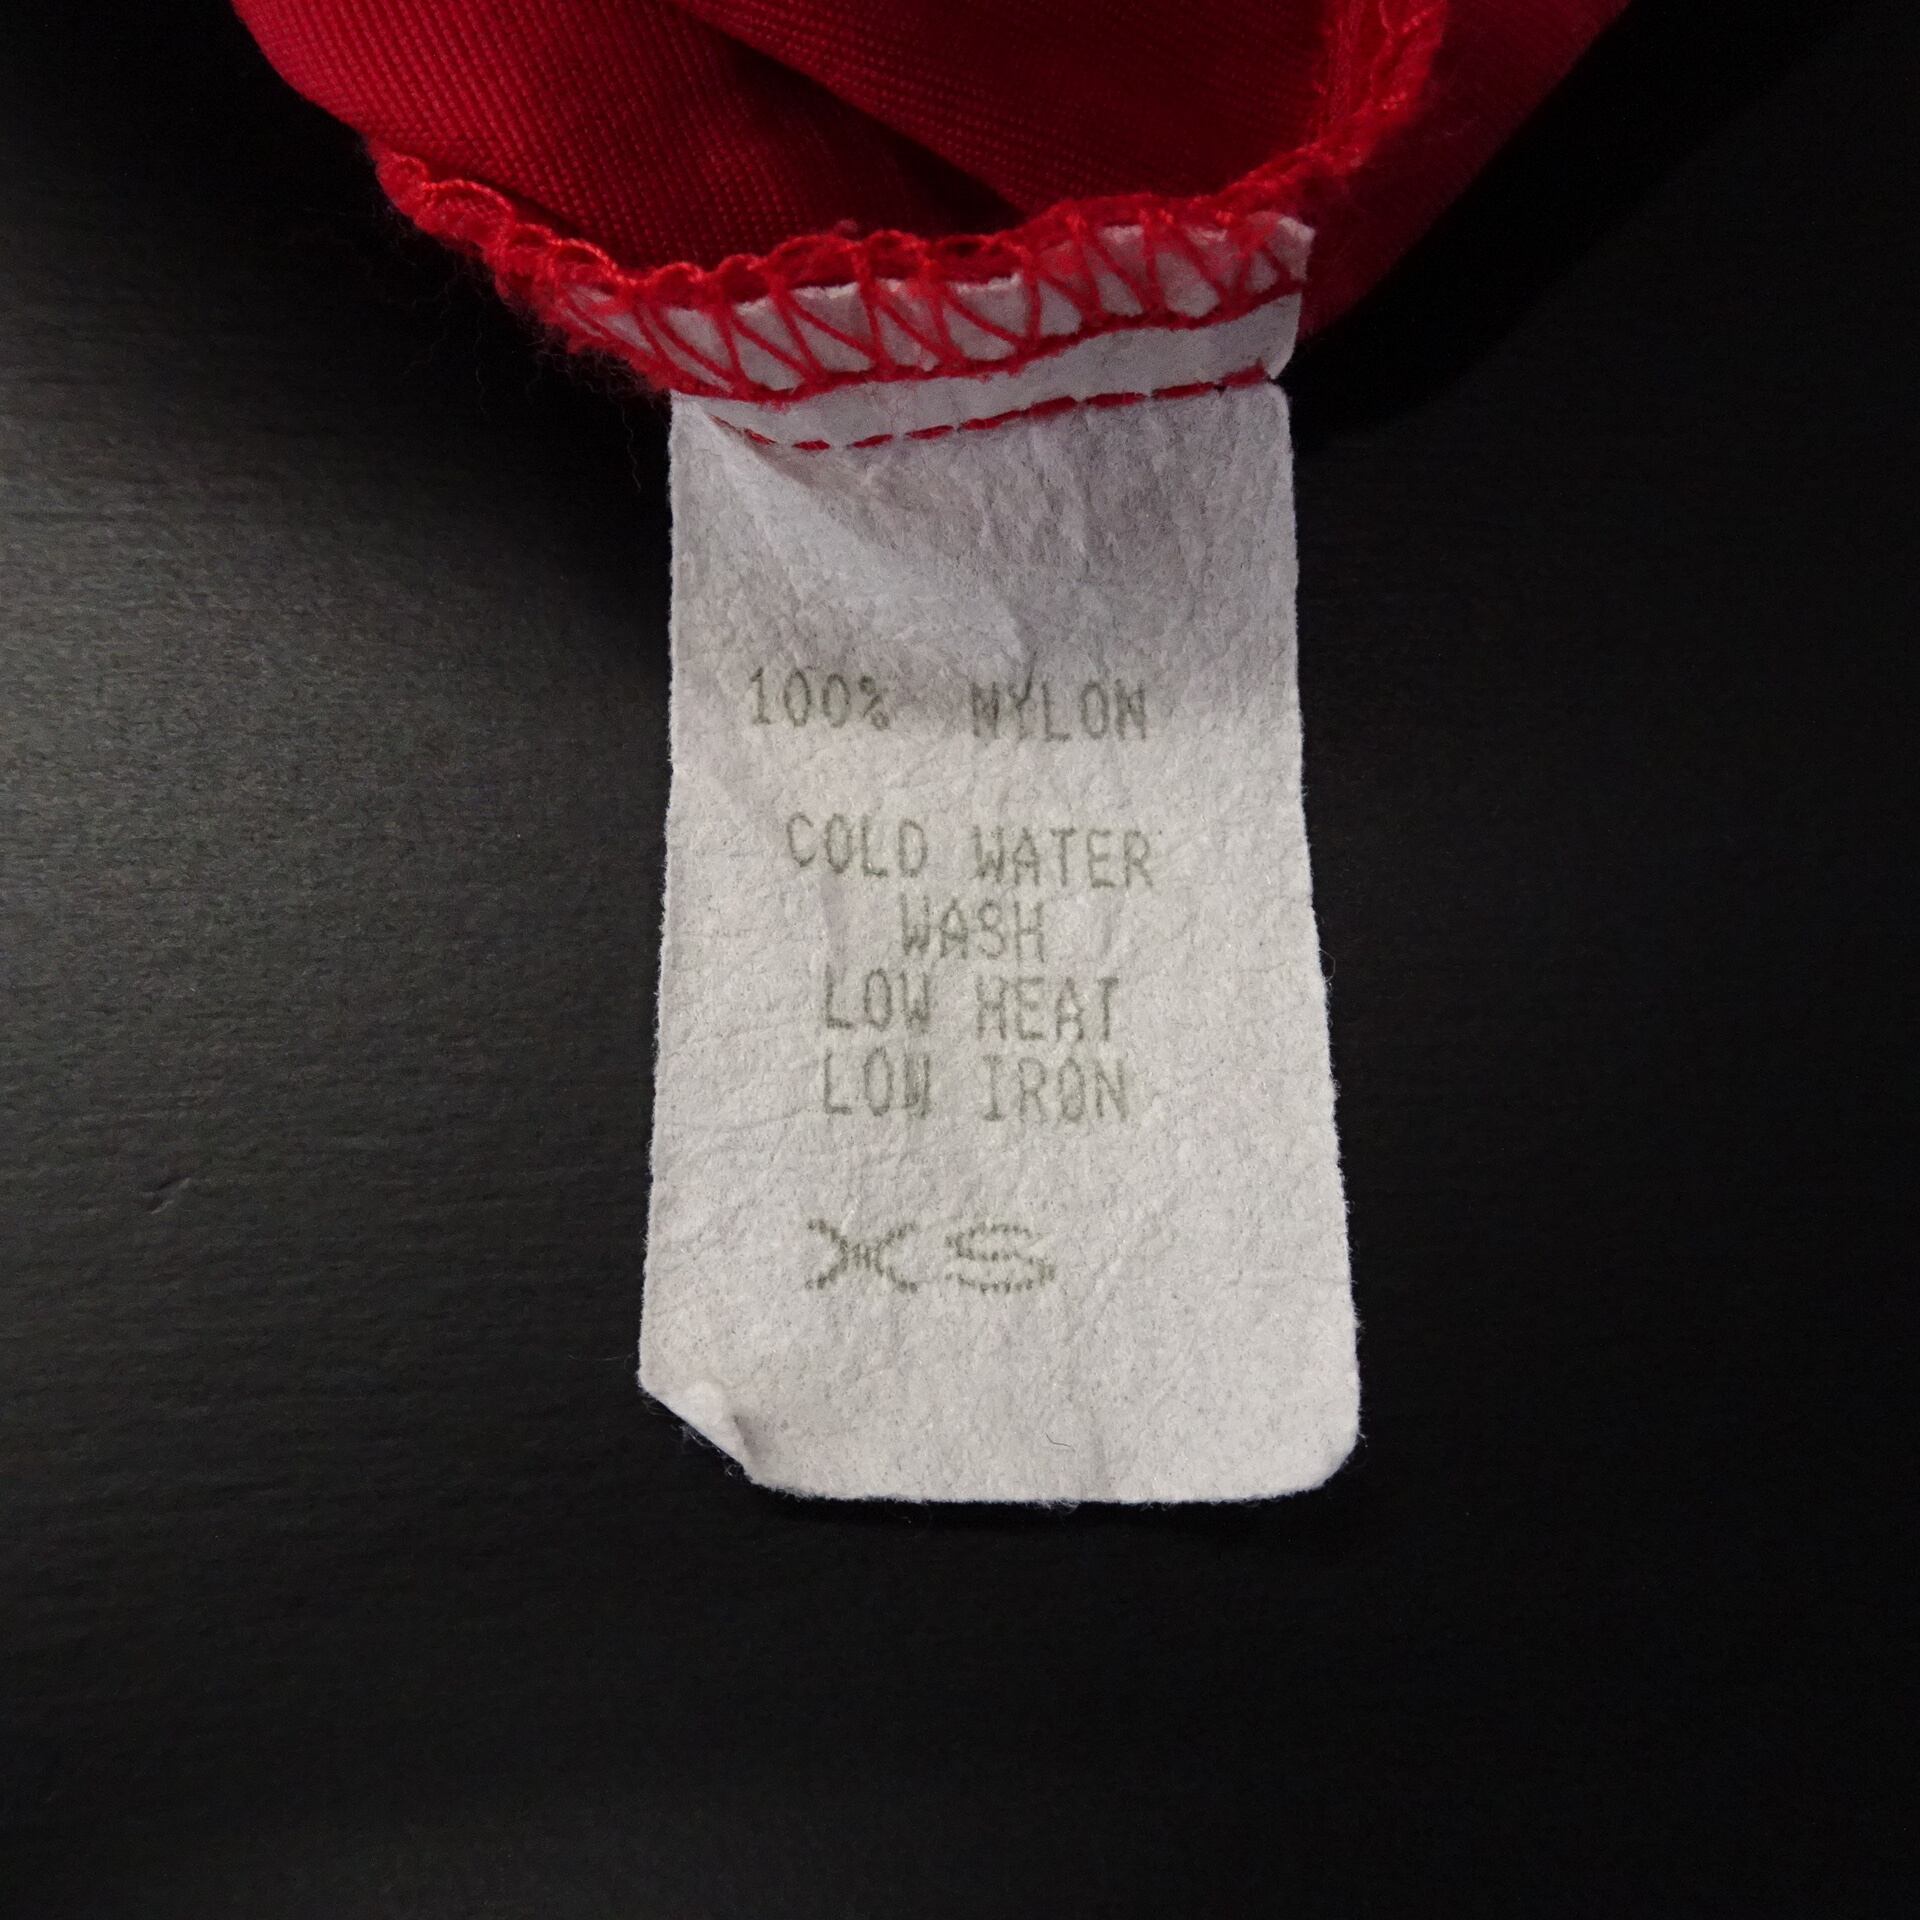 100% NYLON
COLD WATER
WASH
LOW HEAT
LOW IRON
XS